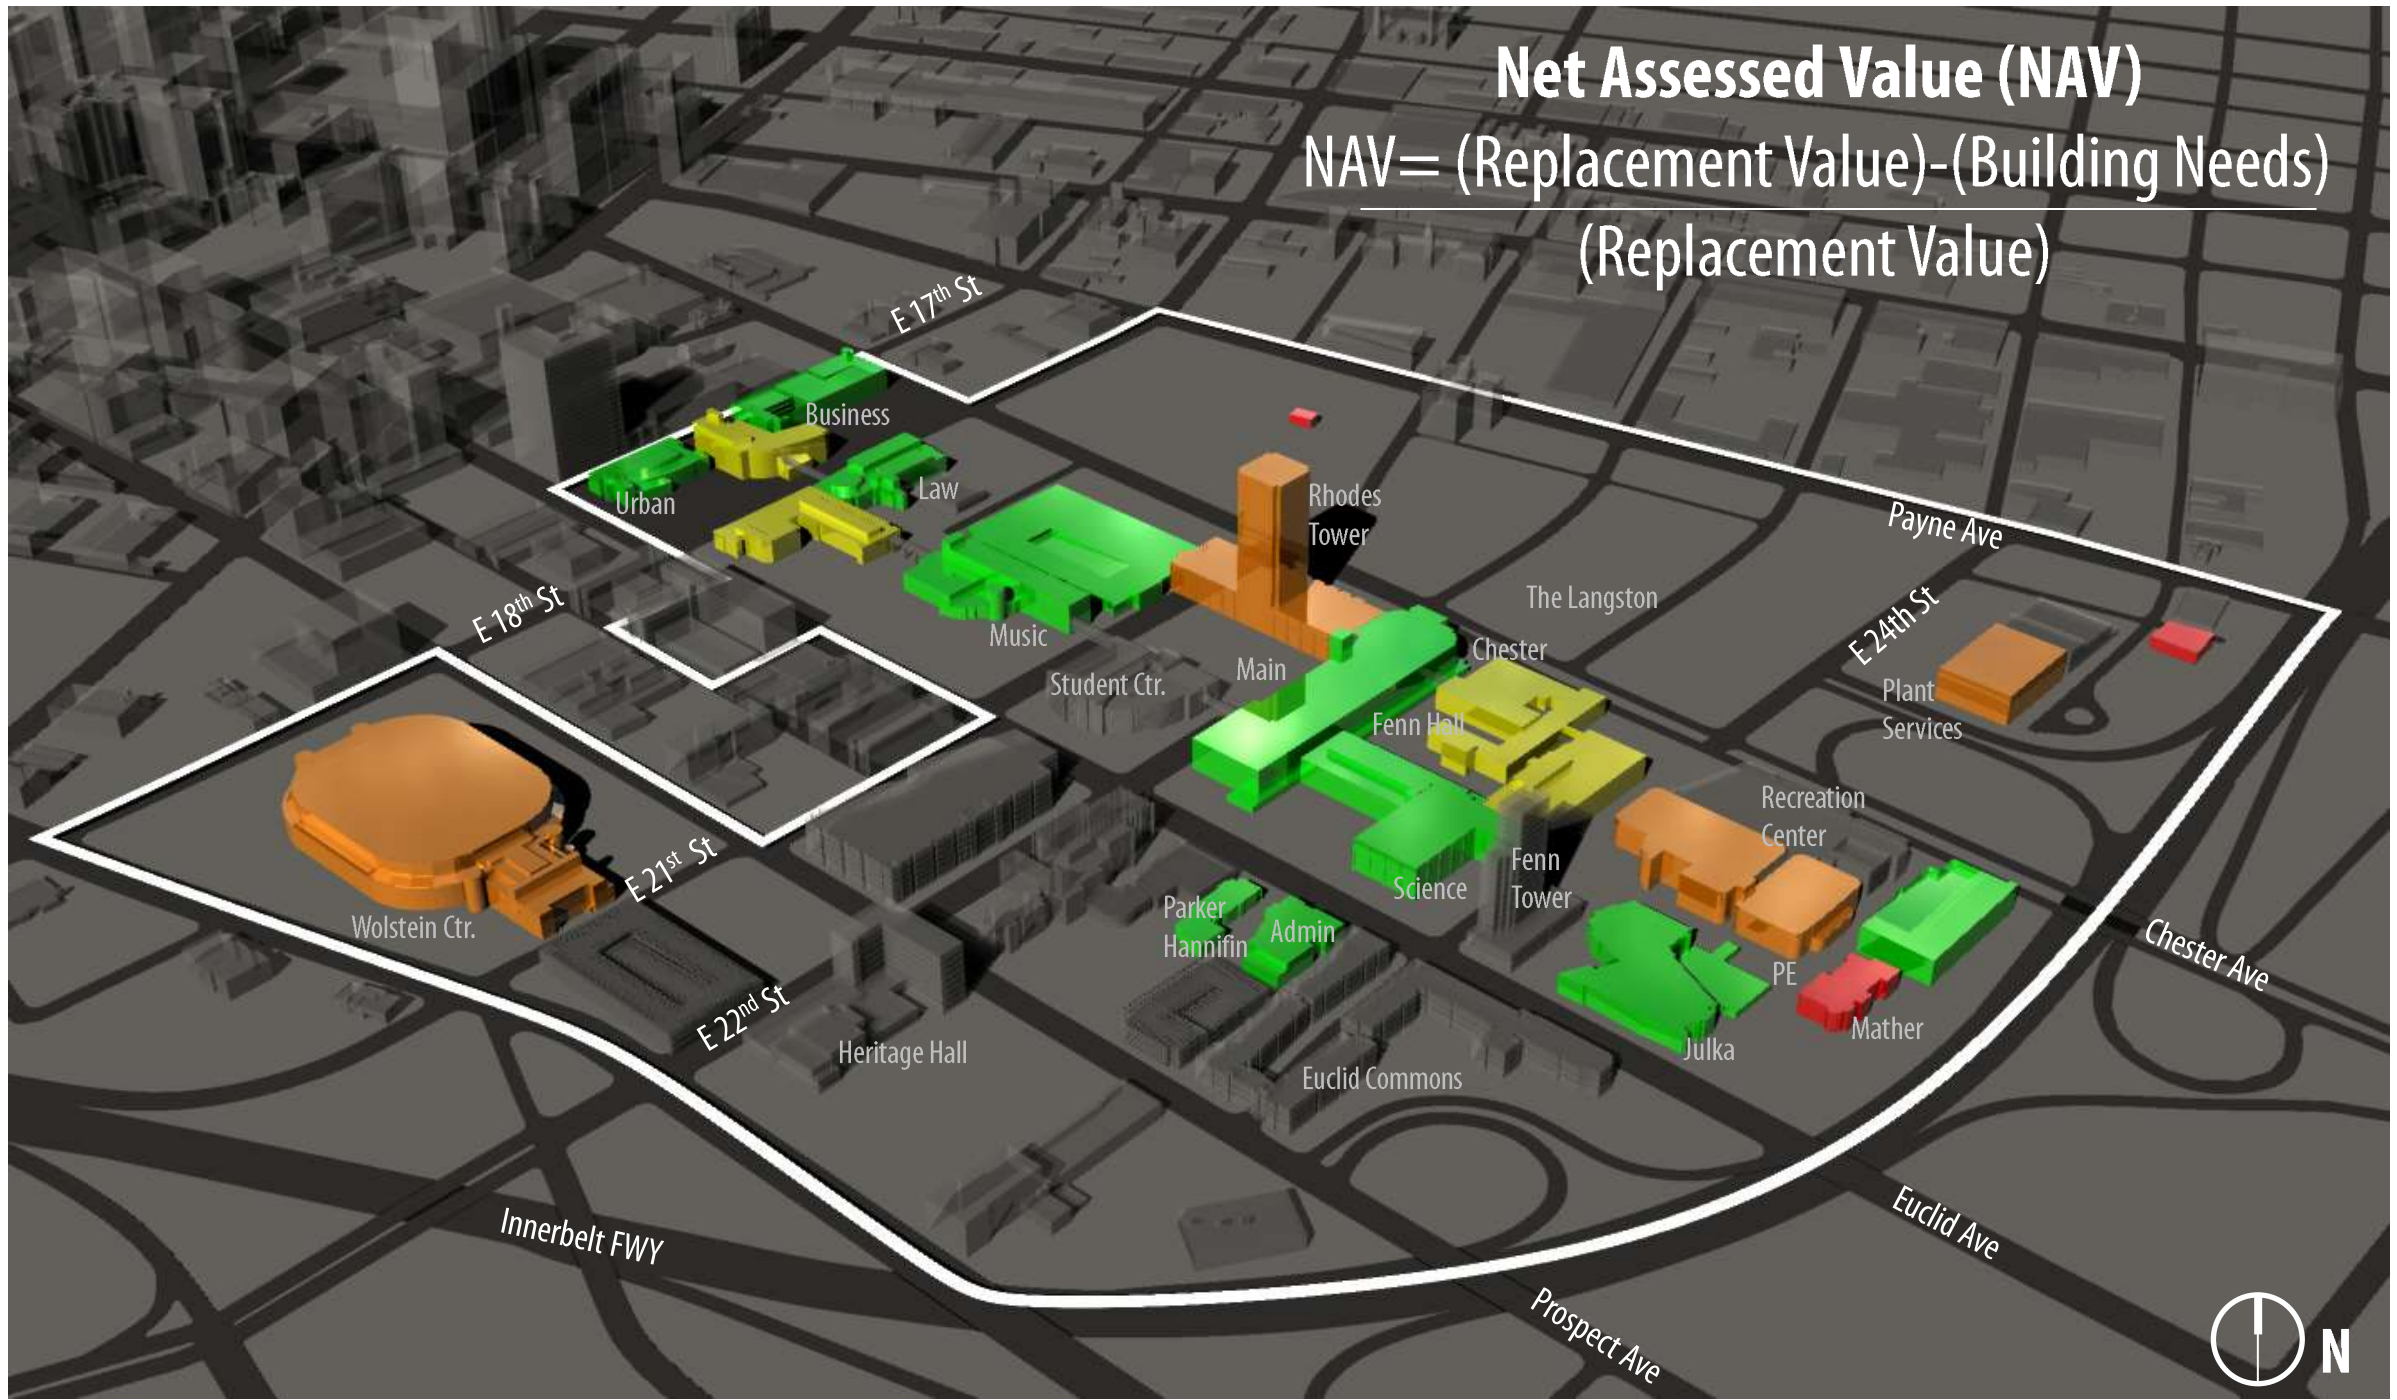 Net Assessed Value (NAV)
NAV= (Replacement Value)-(Building Needs)
(Replacement Value)
E 17th St
Business
Urban
Law
Rhodes
Tower
Payne Ave
E 18th St
Music
The Langston
E 24th St
Main
Chester
Student Ctr.
Plant
Services
Fenn Hall
Recreation
Center
E 21st St
Wolstein Ctr.
Parker
Hannifin
Admin
Science
Fenn
Tower
PE
Chester Ave
E 22nd St
Heritage Hall
Euclid Commons
Julka
Mather
Innerbelt FWY
Euclid Ave
Prospect Ave
N